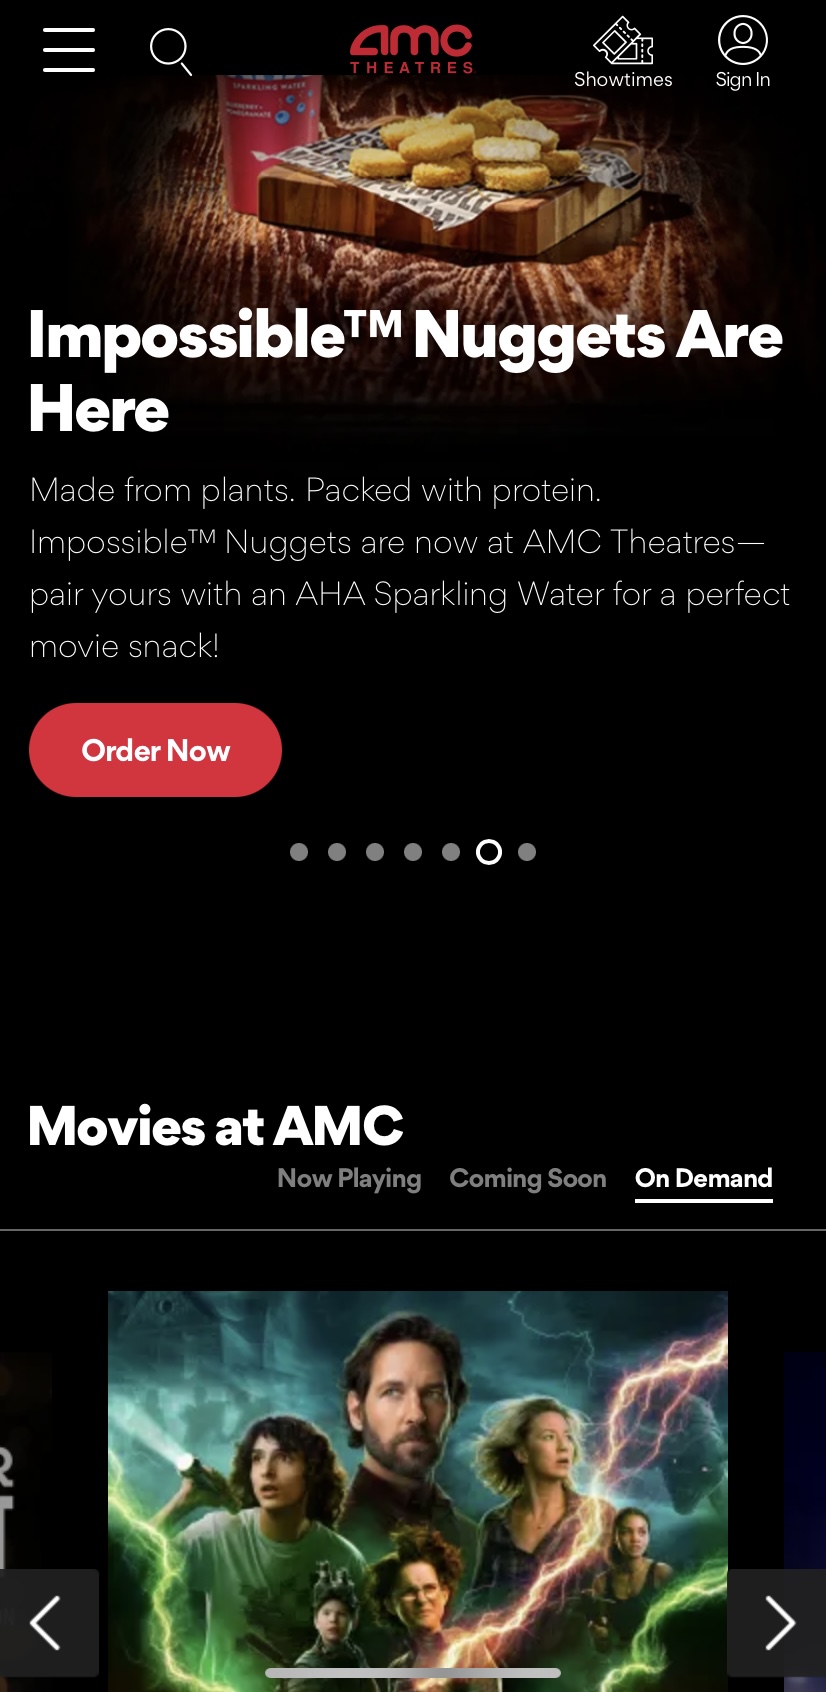 amc
THEATRES
Showtimes
Sign In
SPARKLING WATER
Impossible™ Nuggets Are
Here
Made from plants. Packed with protein.
Impossible™ Nuggets are now at AMC Theatres—
pair yours with an AHA Sparkling Water for a perfect
movie snack!
Order Now
Movies at AMC
Now Playing
Coming Soon
On Demand
R
T